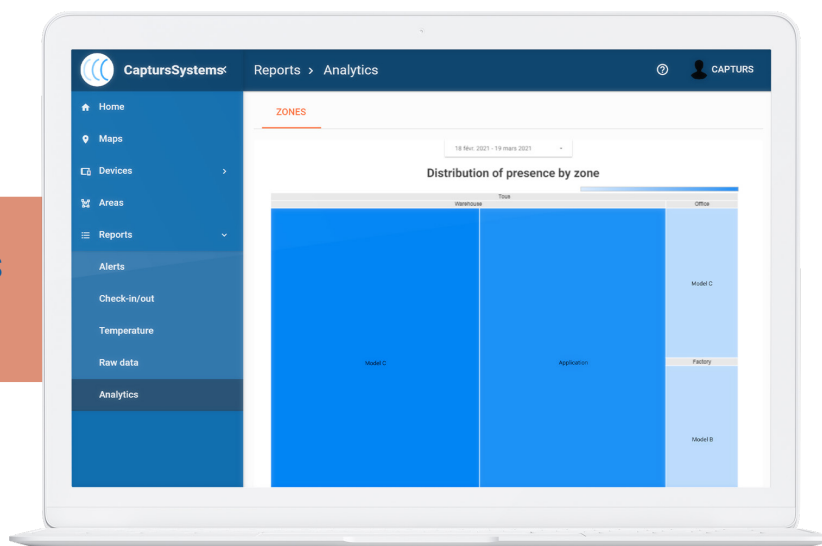 CaptursSystems
Reports > Analytics
CAPTURS
Home
Maps
Devices
Areas
Reports
Alerts
Check-in/out
Temperature
Raw data
Analytics
ZONES
18 févr. 2021 - 19 mars 2021
Distribution of presence by zone
Tous
Warehouse
Office
Model C
Application
Model C
Factory
Model B